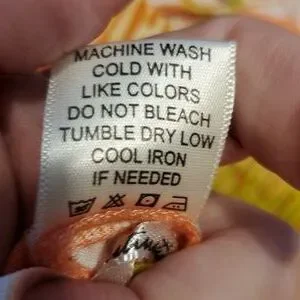 MACHINE WASH
COLD WITH
LIKE COLORS
DO NOT BLEACH
TUMBLE DRY LOW
COOL IRON
IF NEEDED